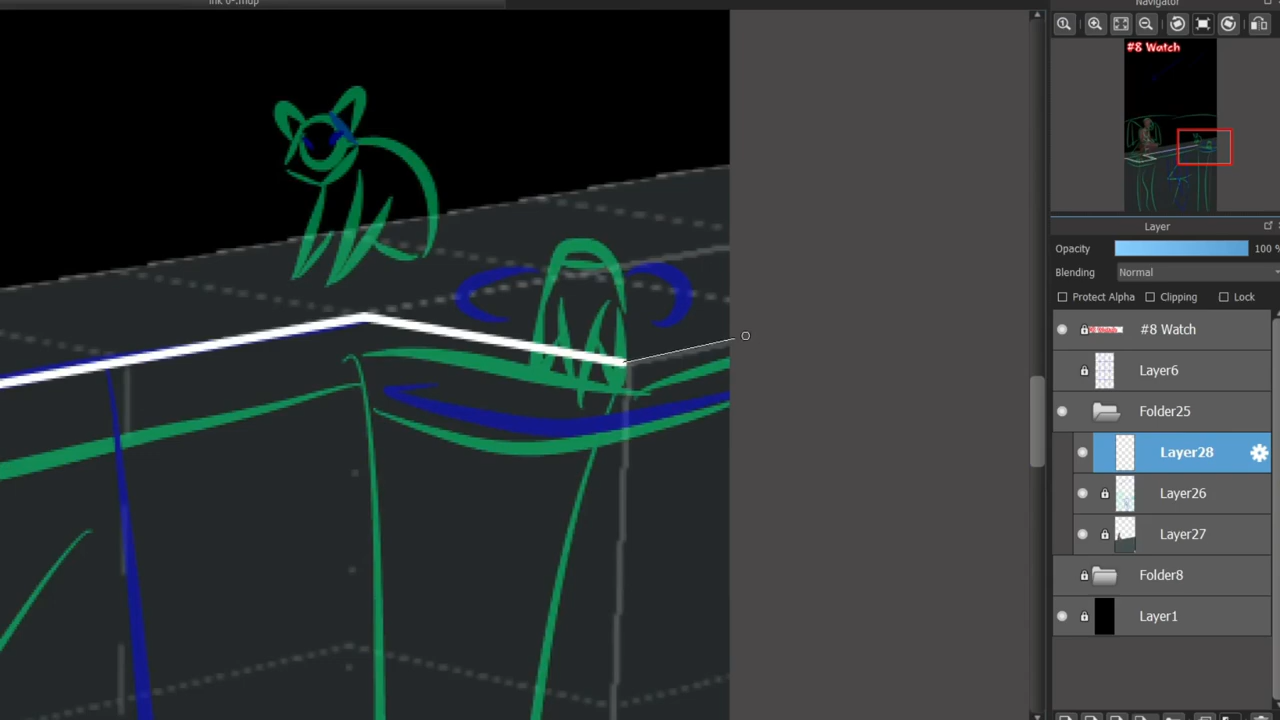 ink 6*.mdp
Navigator
#8 Watch
Layer
Opacity 100 %
Blending Normal
Protect Alpha Clipping Lock
#8 Watch
Layer6
Folder25
Layer28
Layer26
Layer27
Folder8
Layer1